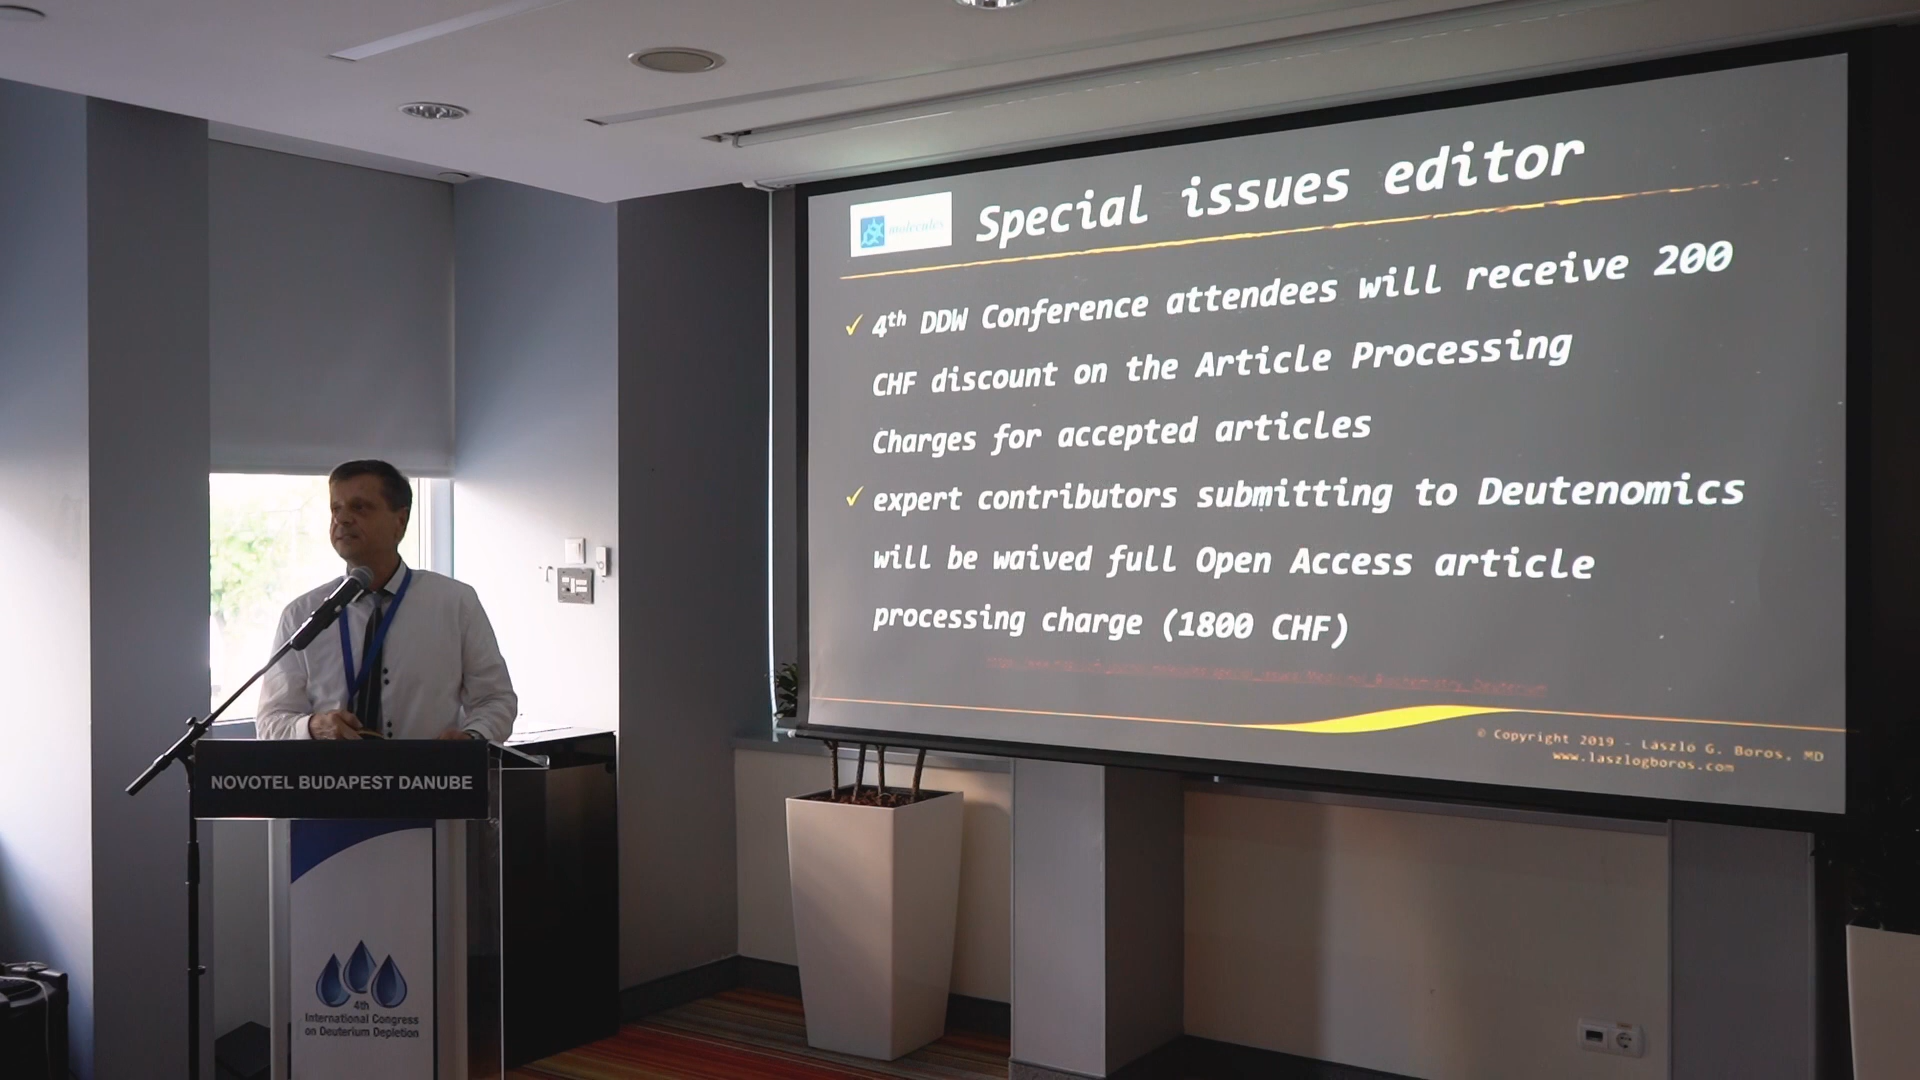 molecules
Special issues editor
✓ 4th DDW Conference attendees will receive 200
CHF discount on the Article Processing
Charges for accepted articles
✓ expert contributors submitting to Deutenomics
will be waived full Open Access article
processing charge (1800 CHF)
© Copyright 2019 - László G. Boros, MD
www.laszlogboros.com
NOVOTEL BUDAPEST DANUBE
4th
International Congress
on Deuterium Depletion